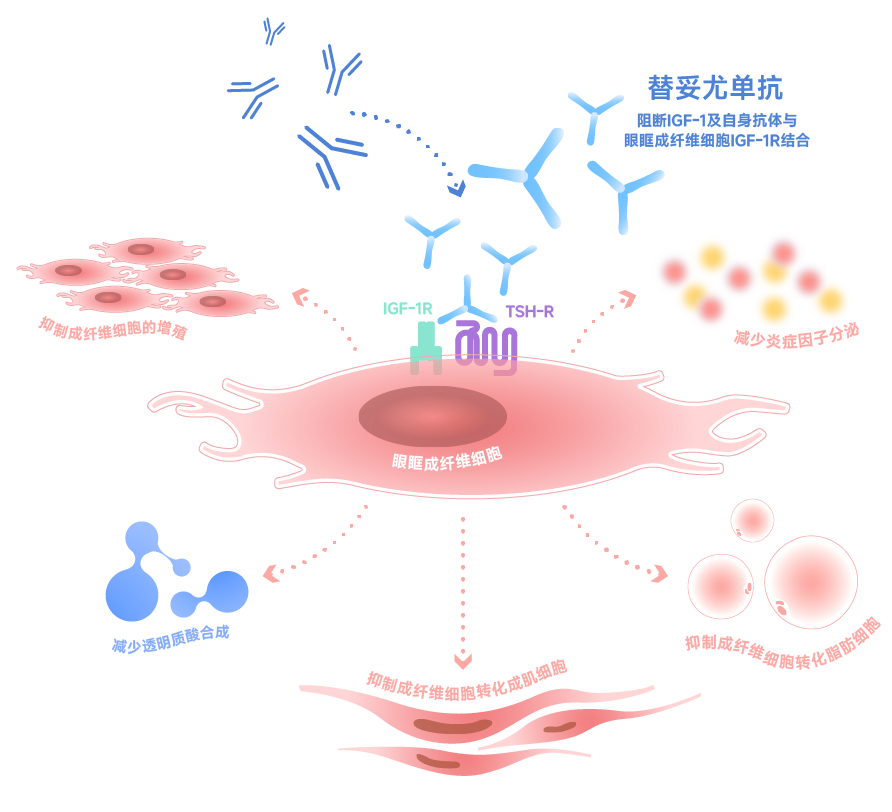 替妥尤单抗
阻断IGF-1及自身抗体与
眼眶成纤维细胞IGF-1R结合
IGF-1R
TSH-R
抑制成纤维细胞的增殖
减少炎症因子分泌
眼眶成纤维细胞
减少透明质酸合成
抑制成纤维细胞转化脂肪细胞
抑制成纤维细胞转化成肌细胞